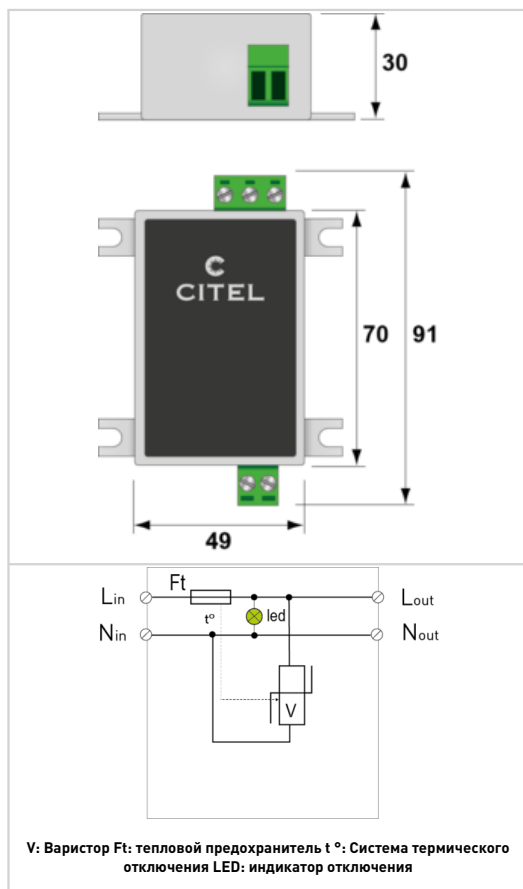 30
CITEL
70
91
49
Ft
Lin
Lout
t°
led
Nin
Nout
V
V: Варистор Ft: тепловой предохранитель t °: Система термического
отключения LED: индикатор отключения